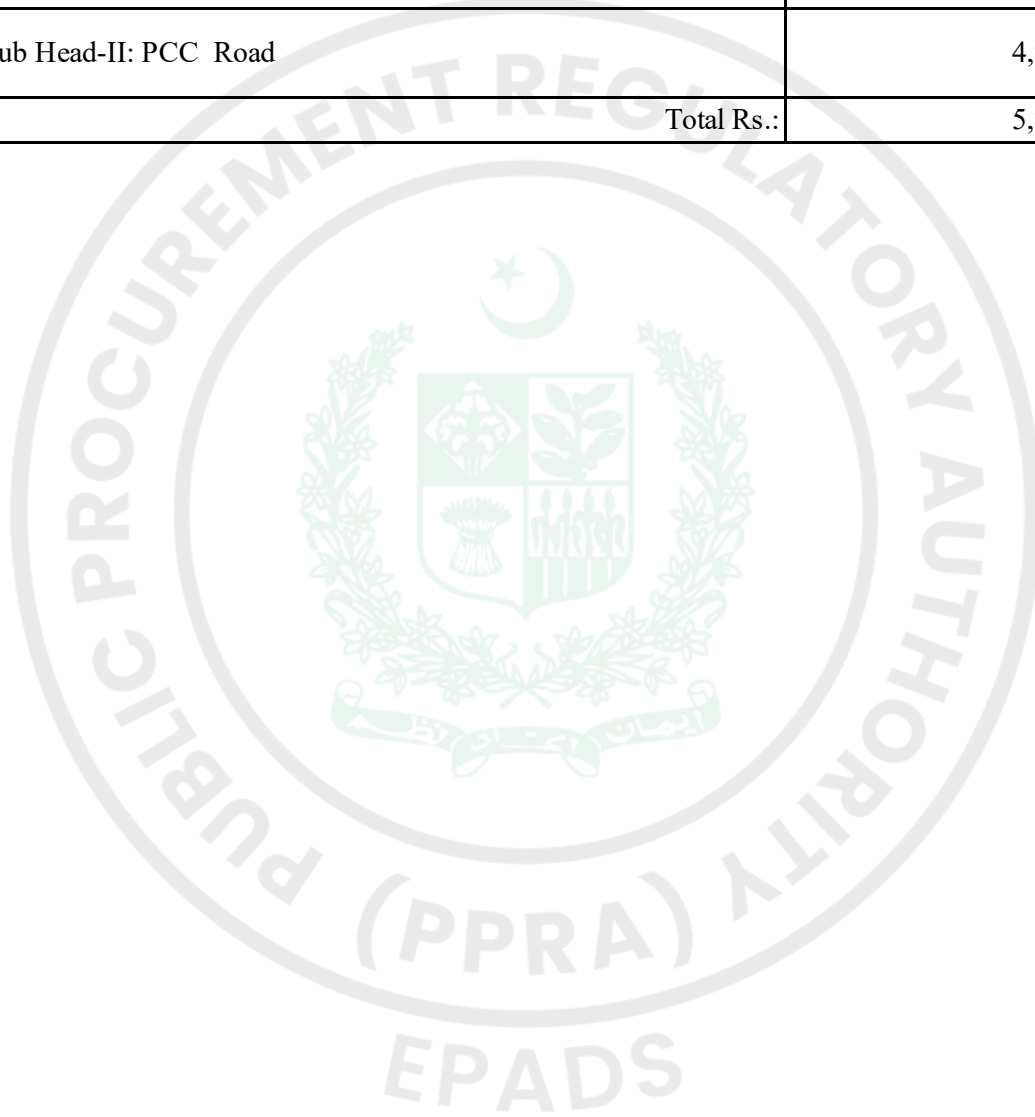 ub Head-II: PCC Road 4,
Total Rs.: 5,
PUBLIC PROCUREMENT REGULATORY AUTHORITY
(PPRA)
EPADS